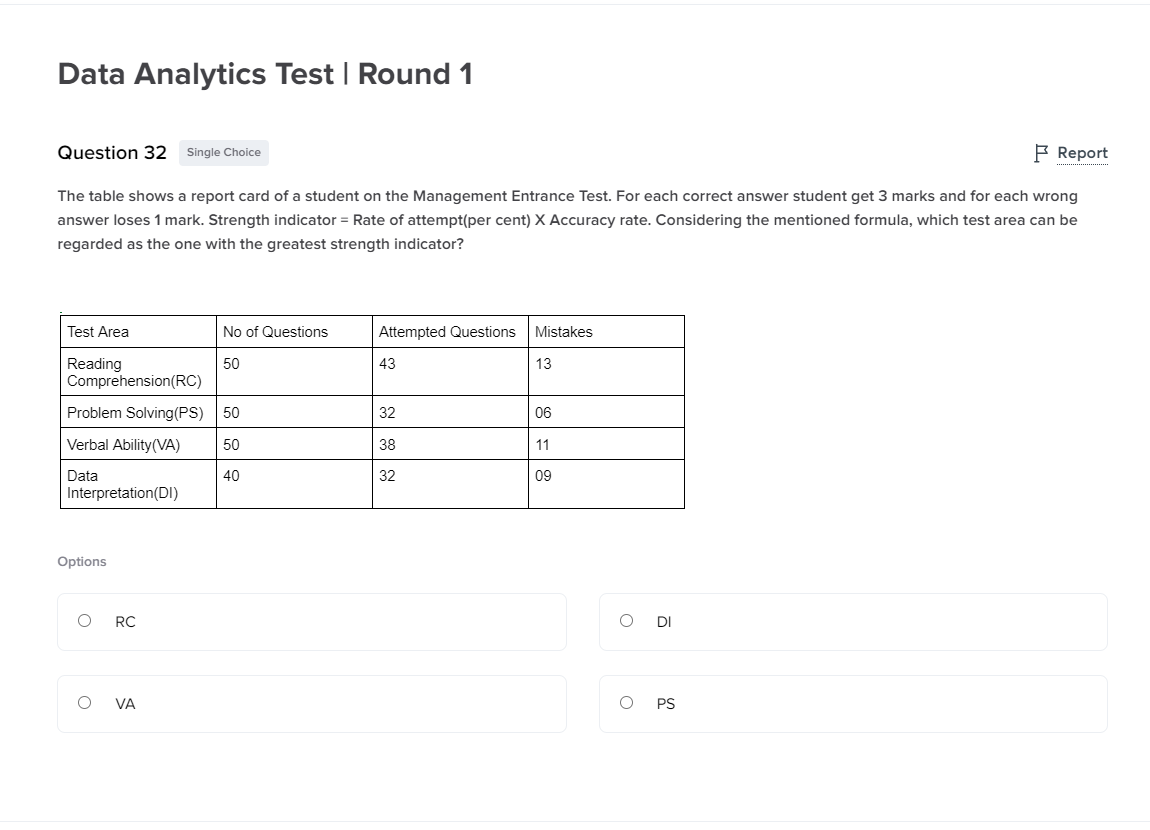 Data Analytics Test | Round 1
Question 32 Single Choice Report
The table shows a report card of a student on the Management Entrance Test. For each correct answer student get 3 marks and for each wrong
answer loses 1 mark. Strength indicator = Rate of attempt(per cent) X Accuracy rate. Considering the mentioned formula, which test area can be
regarded as the one with the greatest strength indicator?
Test Area No of Questions Attempted Questions Mistakes
Reading 50 43 13
Comprehension(RC)
Problem Solving(PS) 50 32 06
Verbal Ability(VA) 50 38 11
Data 40 32 09
Interpretation(DI)
Options
RC DI
VA PS